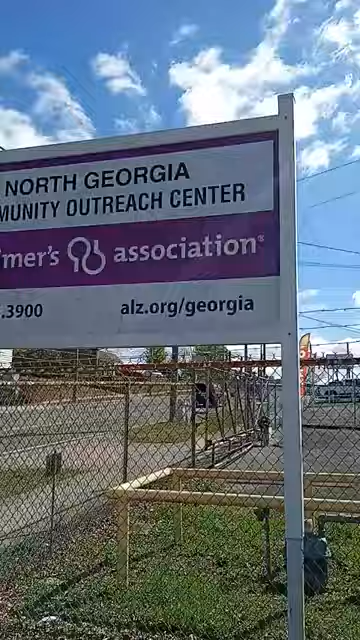 NORTH GEORGIA
MUNITY OUTREACH CENTER
mer's association®
.3900 alz.org/georgia